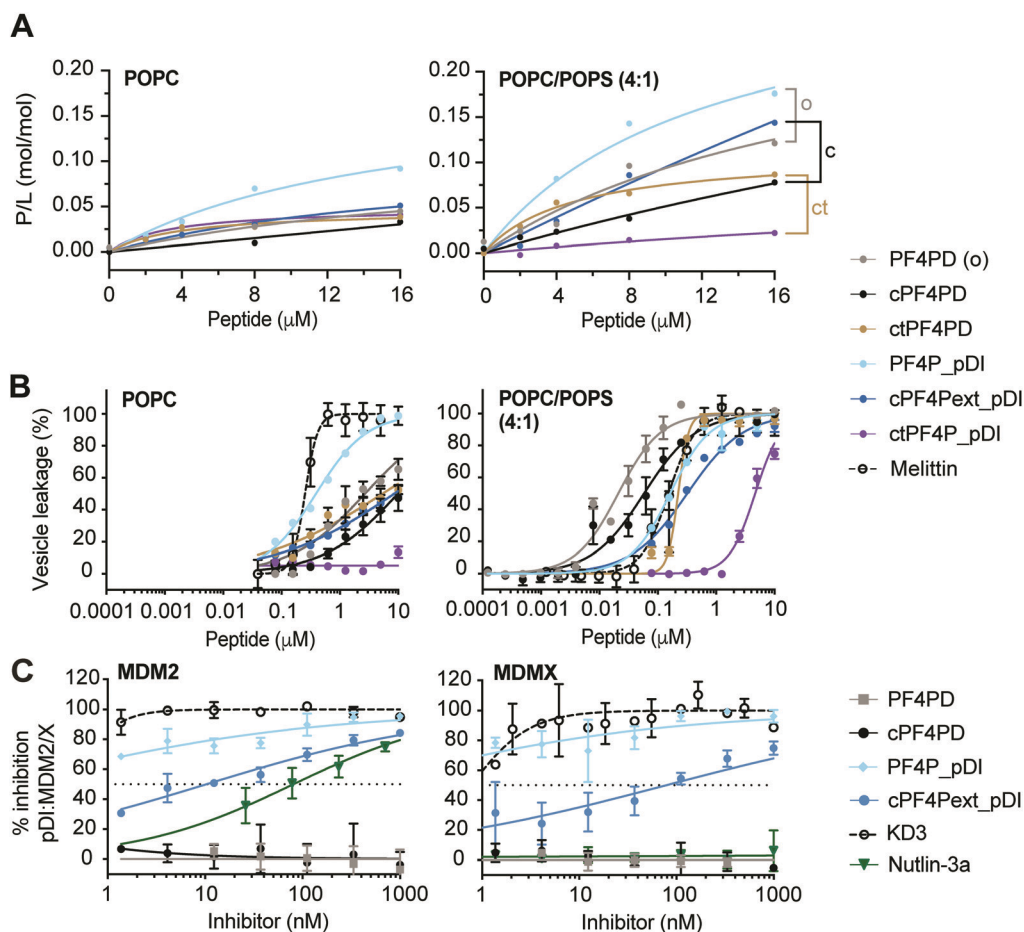 A
POPC
POPC/POPS (4:1)
P/L (mol/mol)
0.20
0.15
0.10
0.05
0.00
0 4 8 12 16
Peptide (μM)
0.20
0.15
0.10
0.05
0.00
0 4 8 12 16
Peptide (μM)
o
c
ct
PF4PD (o)
cPF4PD
ctPF4PD
PF4P_pDI
cPF4Pext_pDI
ctPF4P_pDI
Melittin
B
POPC
POPC/POPS
(4:1)
Vesicle leakage (%)
100
80
60
40
20
0
0.0001 0.001 0.01 0.1 1 10
Peptide (μM)
100
80
60
40
20
0
0.0001 0.001 0.01 0.1 1 10
Peptide (μM)
C
MDM2
MDMX
% inhibition
pDI:MDM2/X
120
100
80
60
40
20
0
1 10 100 1000
Inhibitor (nM)
120
100
80
60
40
20
0
1 10 100 1000
Inhibitor (nM)
PF4PD
cPF4PD
PF4P_pDI
cPF4Pext_pDI
KD3
Nutlin-3a